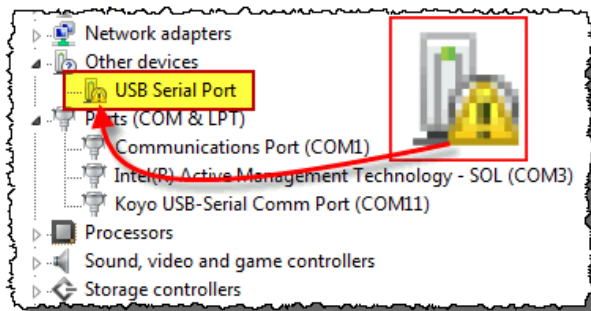 Network adapters
Other devices
USB Serial Port
Ports (COM & LPT)
Communications Port (COM1)
Intel(R) Active Management Technology - SOL (COM3)
Koyo USB-Serial Comm Port (COM11)
Processors
Sound, video and game controllers
Storage controllers